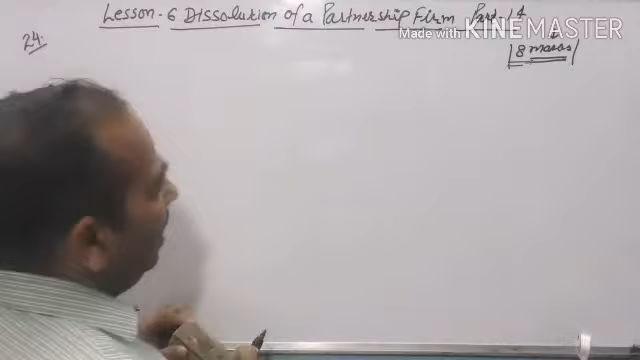 Lesson-6 Dissolution of a Partnership Firm Part-14
Made with KINEMASTER
24.
8 marks